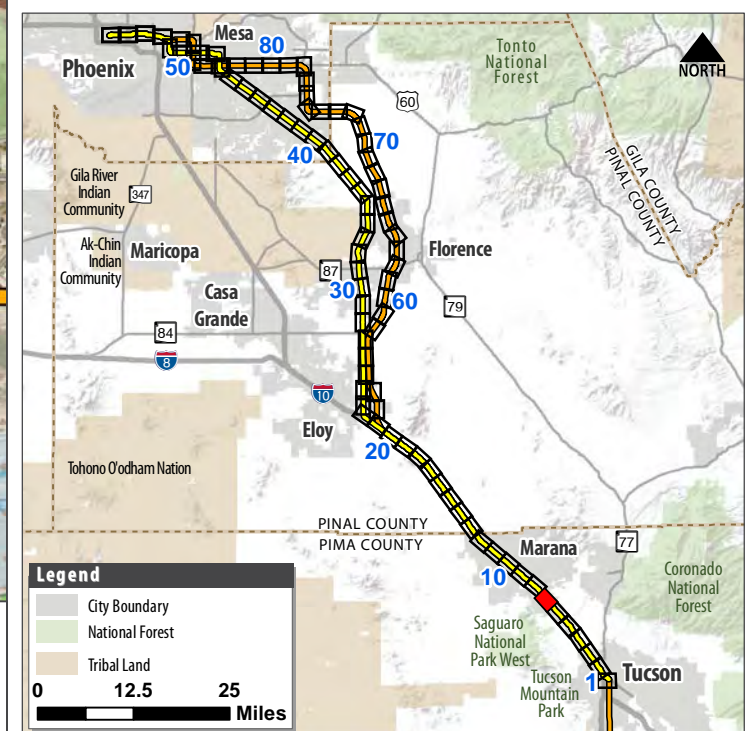 Mesa
80
Phoenix
50
Tonto
National
Forest
NORTH
60
70
40
GILA COUNTY
PINAL COUNTY
Gila River
Indian
Community
347
Ak-Chin
Indian
Community
Maricopa
Florence
87
30
Casa
Grande
60
79
84
8
10
Eloy
20
Tohono O'odham Nation
PINAL COUNTY
PIMA COUNTY
Marana
77
10
Coronado
National
Forest
Saguaro
National
Park West
Tucson
Mountain
Park
1
Tucson
Legend
City Boundary
National Forest
Tribal Land
0 12.5 25
Miles